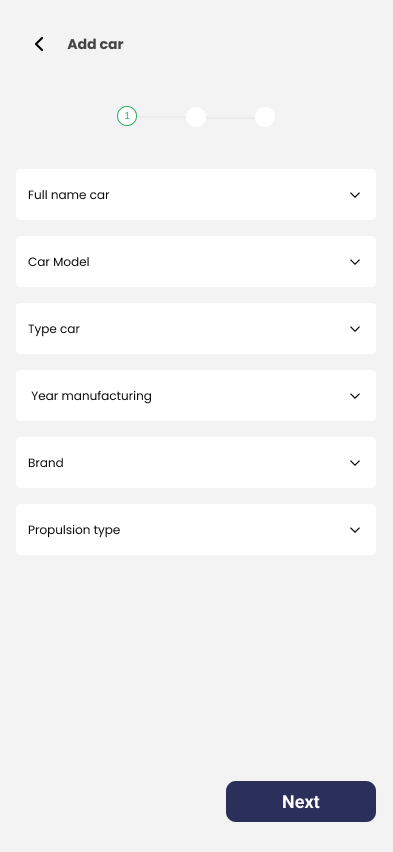 Add car
1
Full name car
Car Model
Type car
Year manufacturing
Brand
Propulsion type
Next